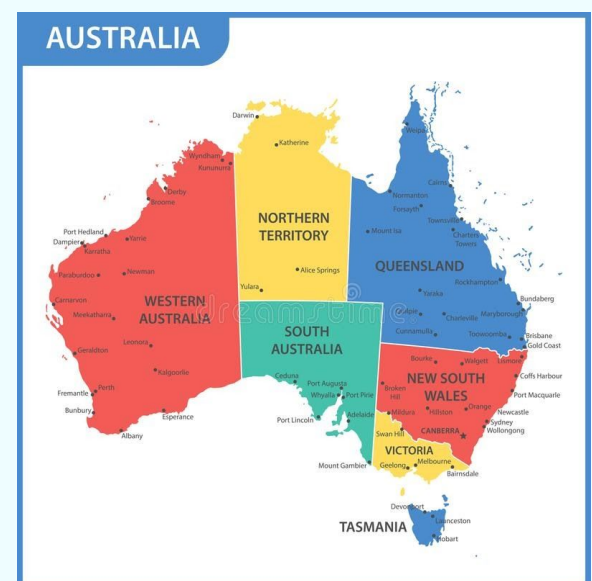 AUSTRALIA
Darwin
Katherine
Weipa
Wyndham
Kununurra
Derby
Broome
Cairns
Normanton
Forsayth
Townsville
Charters
Towers
Mount Isa
NORTHERN
TERRITORY
Port Hedland
Dampier
Karratha
Yarrie
QUEENSLAND
Alice Springs
Newman
Paraburdoo
Rockhampton
Yulara
Yaraka
Carnarvon
WESTERN
AUSTRALIA
Bundaberg
Meekatharra
Quilpie
Charleville
Maryborough
dreamstime
SOUTH
AUSTRALIA
Cunnamulla
Toowoomba
Brisbane
Gold Coast
Leonora
Geraldton
Bourke
Walgett
Lismore
Kalgoorlie
Ceduna
Port Augusta
NEW SOUTH
WALES
Coffs Harbour
Perth
Fremantle
Whyalla
Port Pirie
Broken
Hill
Port Macquarie
Bunbury
Esperance
Port Lincoln
Adelaide
Mildura
Hillston
Orange
Newcastle
Sydney
Wollongong
CANBERRA
Swan Hill
Albany
VICTORIA
Mount Gambier
Geelong
Melbourne
Bairnsdale
Devonport
Launceston
TASMANIA
Hobart